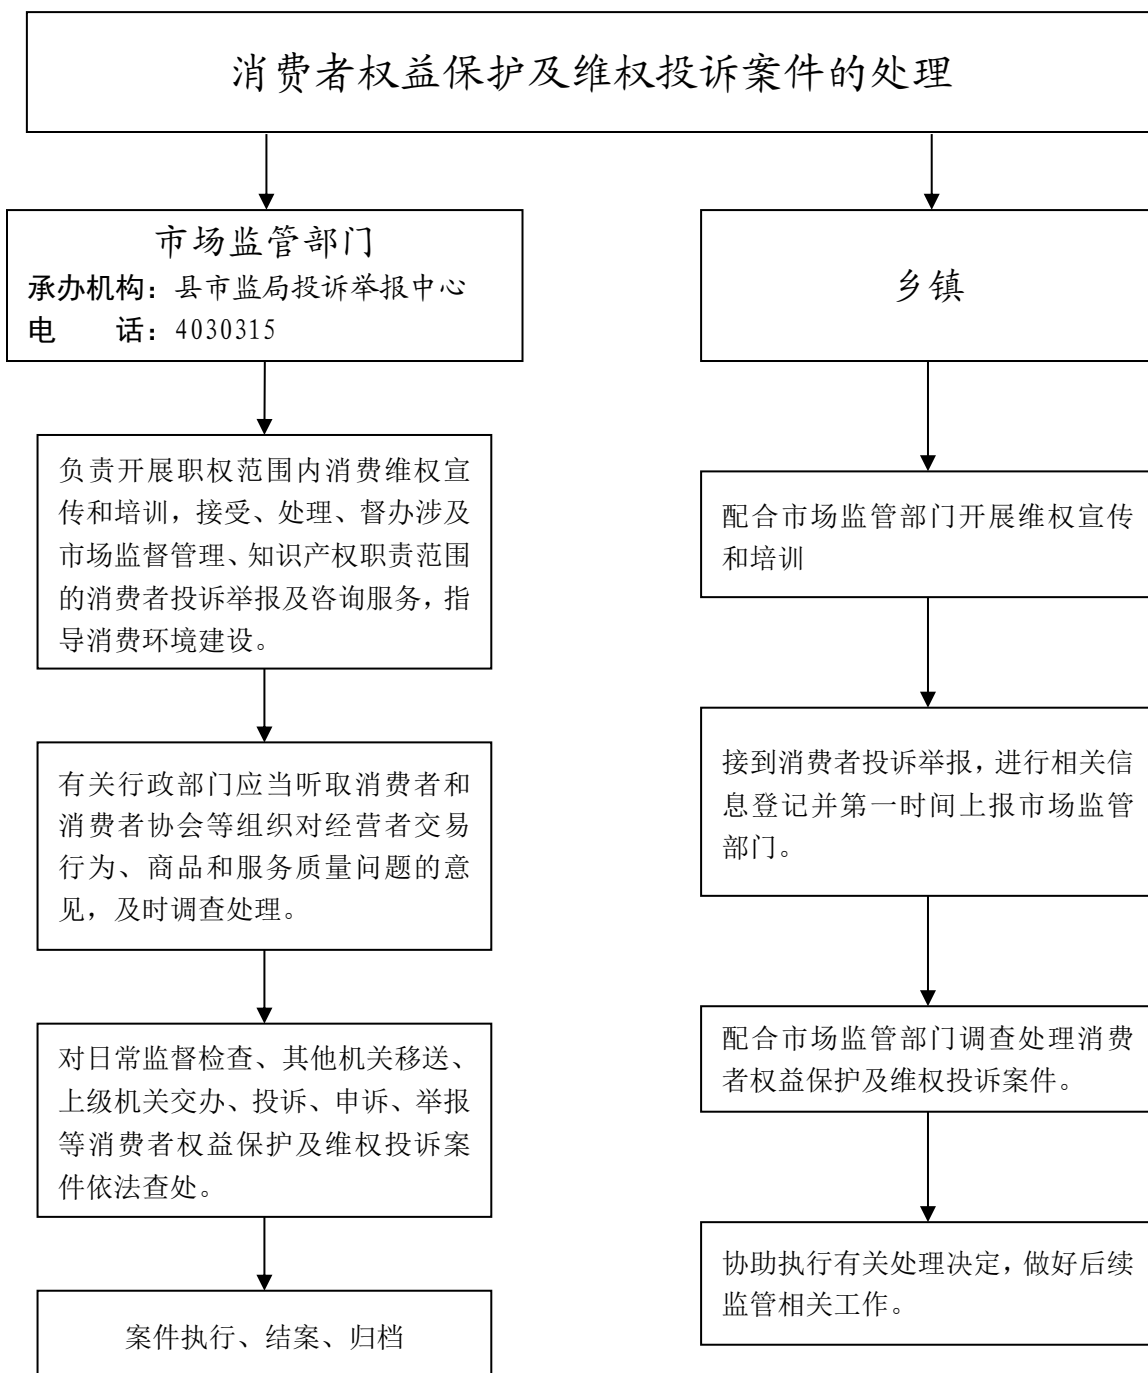 消费者权益保护及维权投诉案件的处理
市场监管部门
承办机构：县市监局投诉举报中心
电　　话：4030315
负责开展职权范围内消费维权宣
传和培训，接受、处理、督办涉及
市场监督管理、知识产权职责范围
的消费者投诉举报及咨询服务，指
导消费环境建设。
有关行政部门应当听取消费者和
消费者协会等组织对经营者交易
行为、商品和服务质量问题的意
见，及时调查处理。
对日常监督检查、其他机关移送、
上级机关交办、投诉、申诉、举报
等消费者权益保护及维权投诉案
件依法查处。
案件执行、结案、归档
乡镇
配合市场监管部门开展维权宣传
和培训
接到消费者投诉举报，进行相关信
息登记并第一时间上报市场监管
部门。
配合市场监管部门调查处理消费
者权益保护及维权投诉案件。
协助执行有关处理决定，做好后续
监管相关工作。